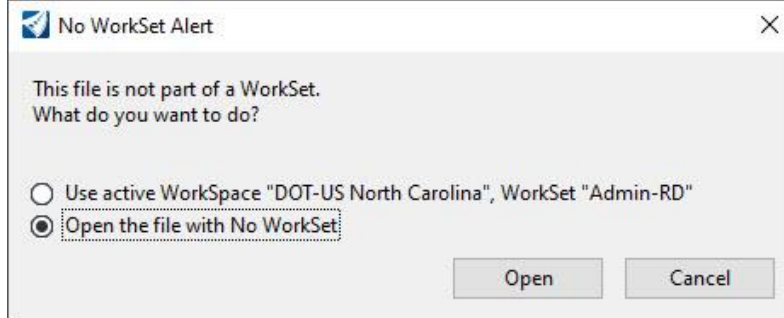 No WorkSet Alert
This file is not part of a WorkSet.
What do you want to do?
Use active WorkSpace "DOT-US North Carolina", WorkSet "Admin-RD"
Open the file with No WorkSet
Open Cancel